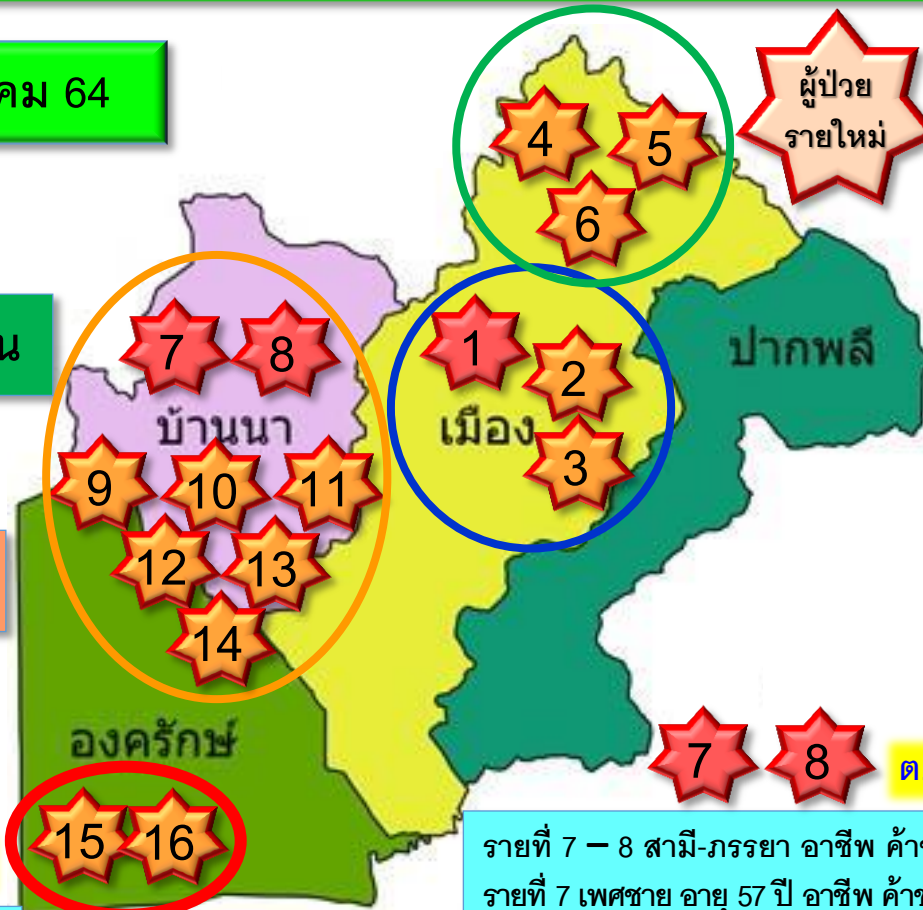 คม 64
ผู้ป่วย
รายใหม่
4
5
6
น
7
8
1
2
3
ปากพลี
บ้านนา
เมือง
9
10
11
12
13
14
องครักษ์
15
16
7
8
ต
รายที่ 7 – 8 สามี-ภรรยา อาชีพ
รายที่ 7 เพศชาย อายุ 57 ปี อาชีพ